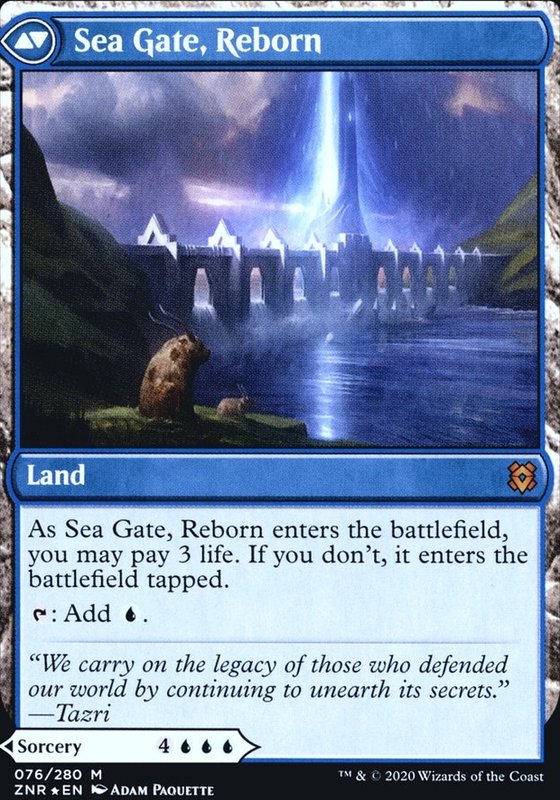 Sea Gate, Reborn
Land
As Sea Gate, Reborn enters the battlefield,
you may pay 3 life. If you don't, it enters the
battlefield tapped.
: Add .
“We carry on the legacy of those who defended
our world by continuing to unearth its secrets.”
—Tazri
Sorcery 4
076/280 M
ZNR ★ EN Adam Paquette
™ & © 2020 Wizards of the Coast